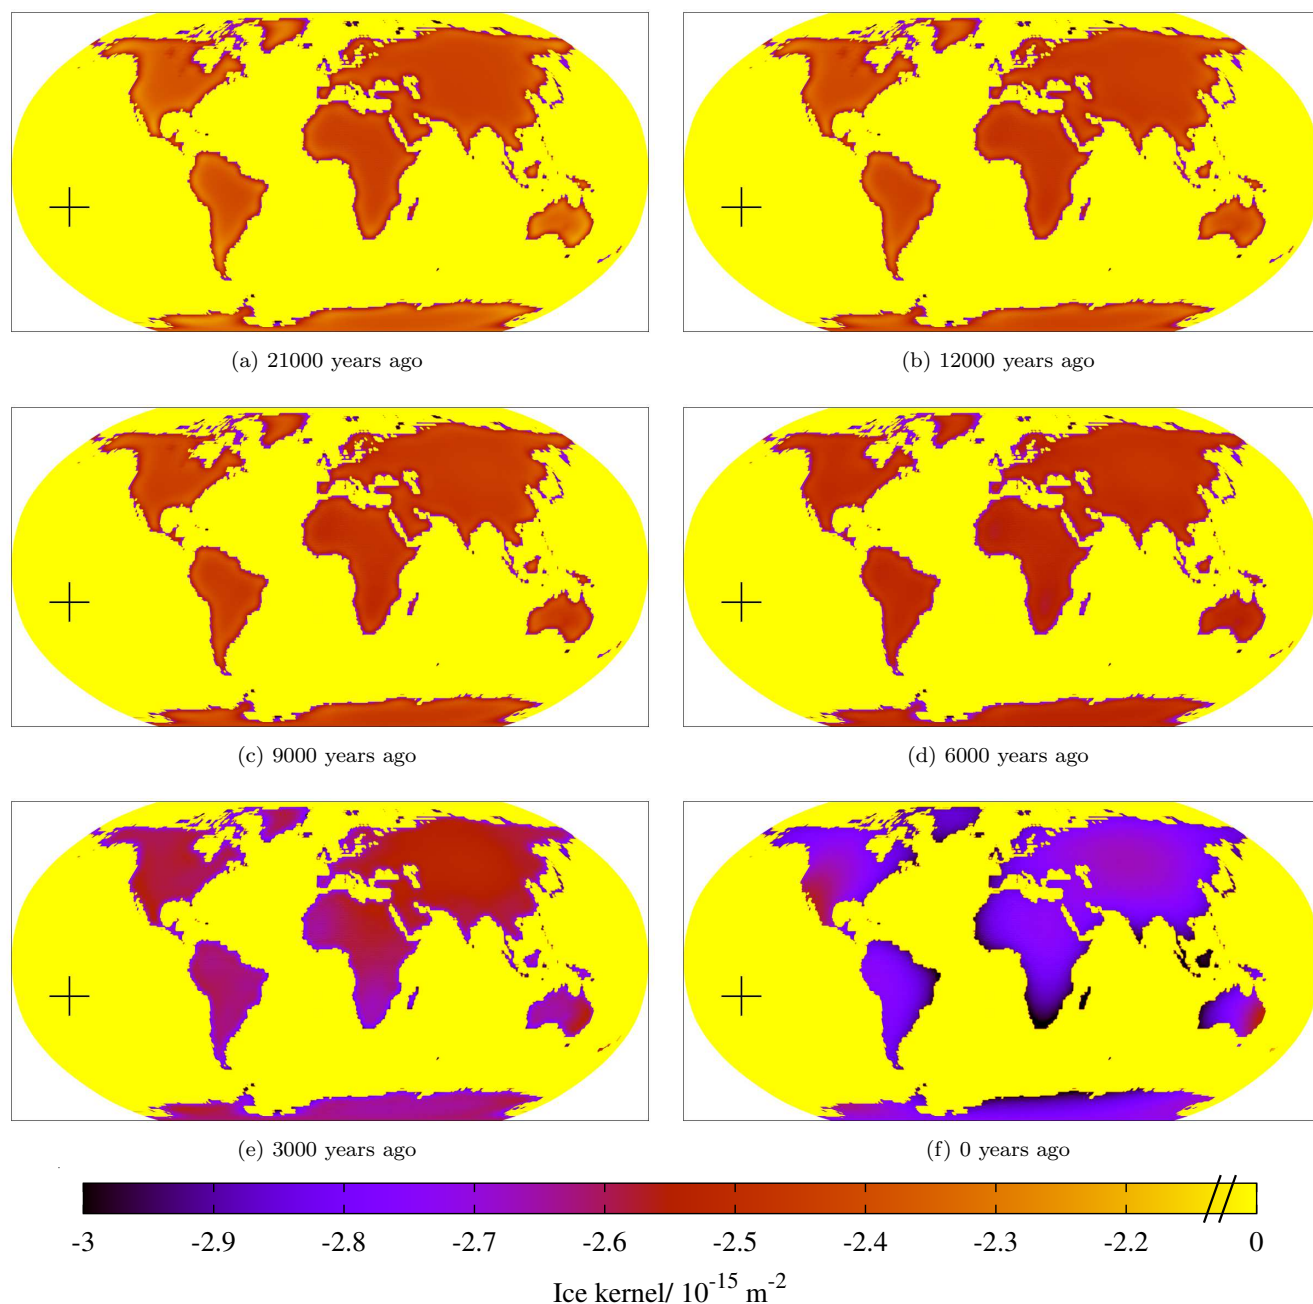 (a) 21000 years ago
(b) 12000 years ago
(c) 9000 years ago
(d) 6000 years ago
(e) 3000 years ago
(f) 0 years ago
-3 -2.9 -2.8 -2.7 -2.6 -2.5 -2.4 -2.3 -2.2 0
Ice kernel/ 10^-15 m^-2